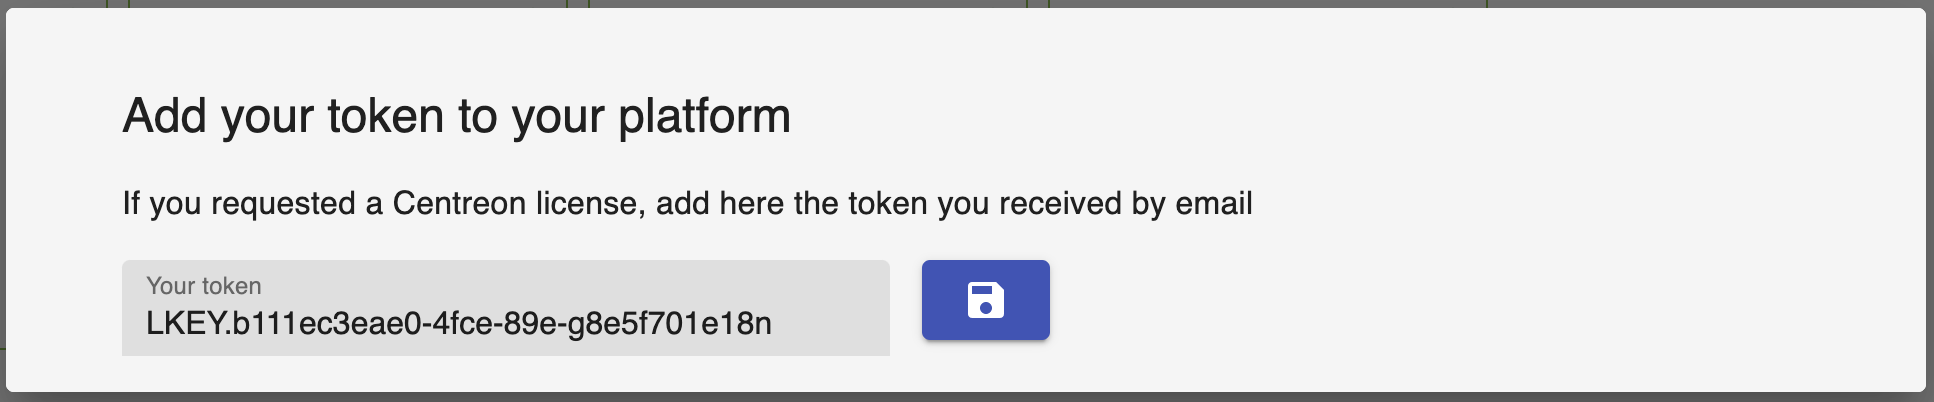 Add your token to your platform
If you requested a Centreon license, add here the token you received by email
Your token
LKEY.b111ec3eae0-4fce-89e-g8e5f701e18n